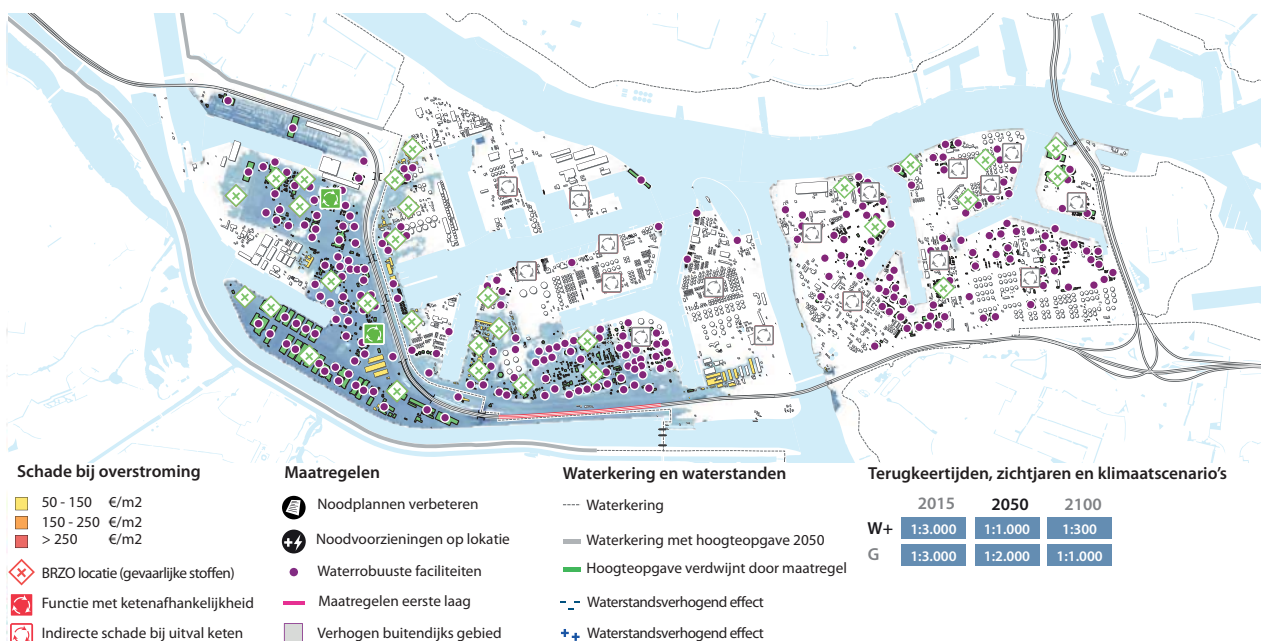 Schade bij overstroming
50 - 150 €/m2
150 - 250 €/m2
> 250 €/m2
BRZO locatie (gevaarlijke stoffen)
Functie met ketenafhankelijkheid
Indirecte schade bij uitval keten
Maatregelen
Noodplannen verbeteren
Noodvoorzieningen op lokatie
Waterrobuuste faciliteiten
Maatregelen eerste laag
Verhogen buitendijks gebied
Waterkering en waterstanden
Waterkering
Waterkering met hoogteopgave 2050
Hoogteopgave verdwijnt door maatregel
Waterstandsverhogend effect
Waterstandsverhogend effect
Terugkeertijden, zichtjaren en klimaatscenario's
2015 2050 2100
W+ 1:3.000 1:1.000 1:300
G 1:3.000 1:2.000 1:1.000